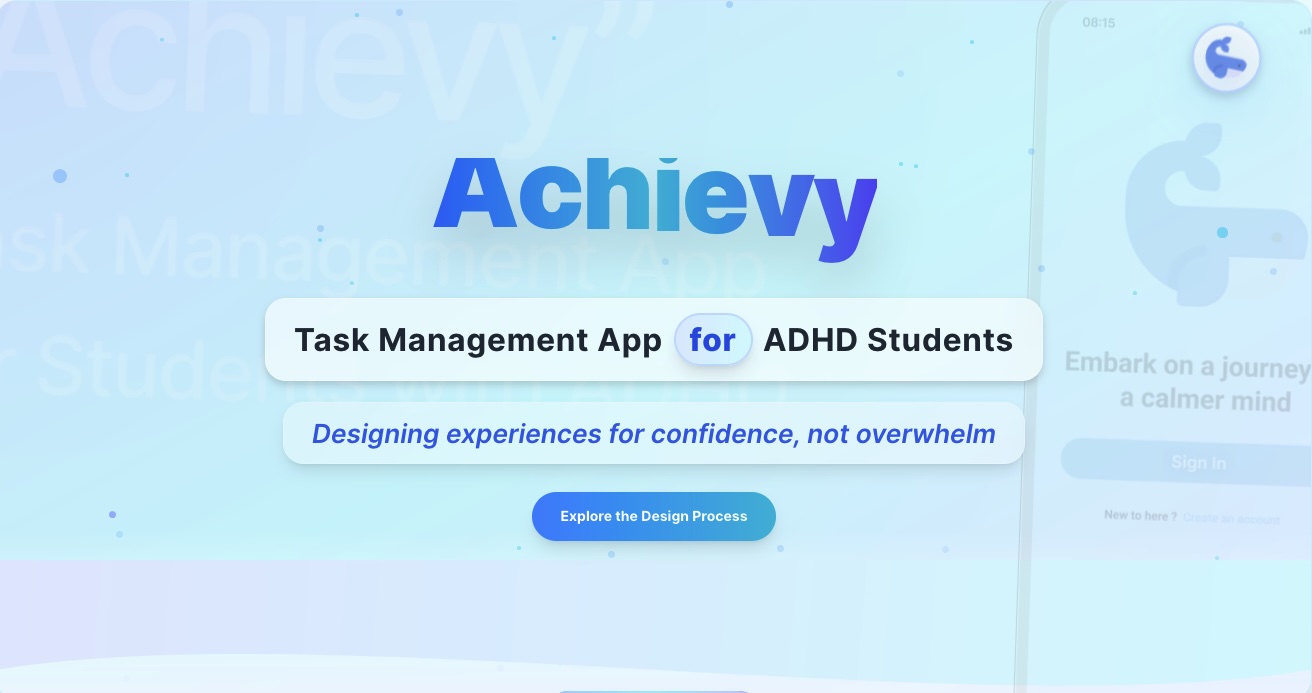 Achievy”
08:15
Achievy
sk Management App
Task Management App for ADHD Students
r Students with
Embark on a journey
a calmer mind
Designing experiences for confidence, not overwhelm
Sign In
Explore the Design Process
New to here ? Create an account